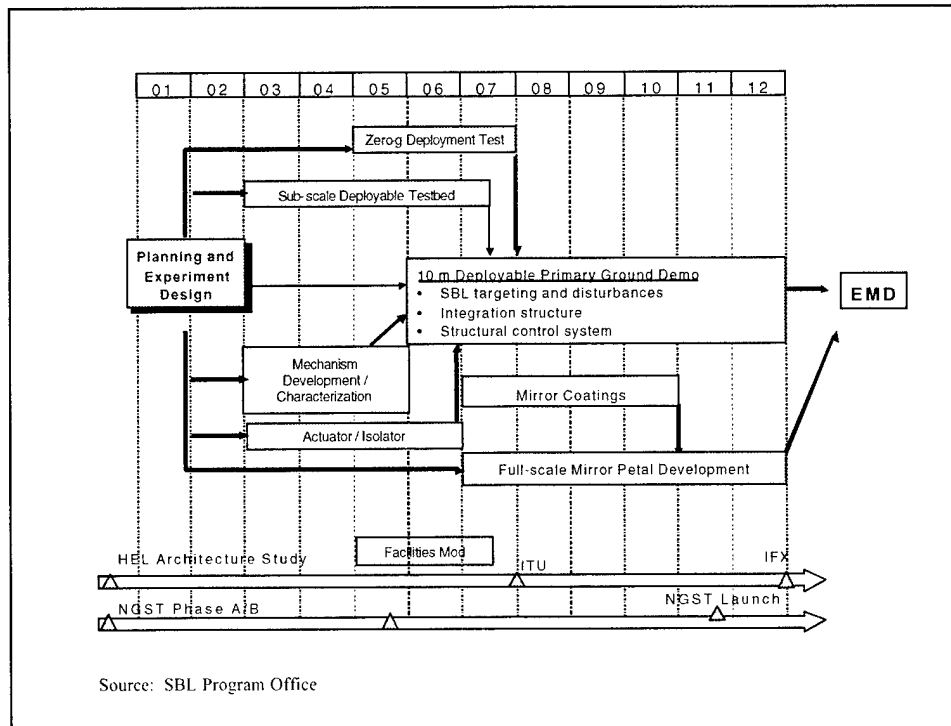 01 02 03 04 05 06 07 08 09 10 11 12
Zero-g Deployment Test
Sub-scale Deployable Testbed
Planning and
Experiment
Design
10 m Deployable Primary Ground Demo
• SBL targeting and disturbances
• Integration structure
• Structural control system
EMD
Mechanism
Development /
Characterization
Mirror Coatings
Actuator / Isolator
Full-scale Mirror Petal Development
Facilities Mod
HEL Architecture Study
ITU
IFX
NGST Phase A/B
NGST Launch
Source: SBL Program Office